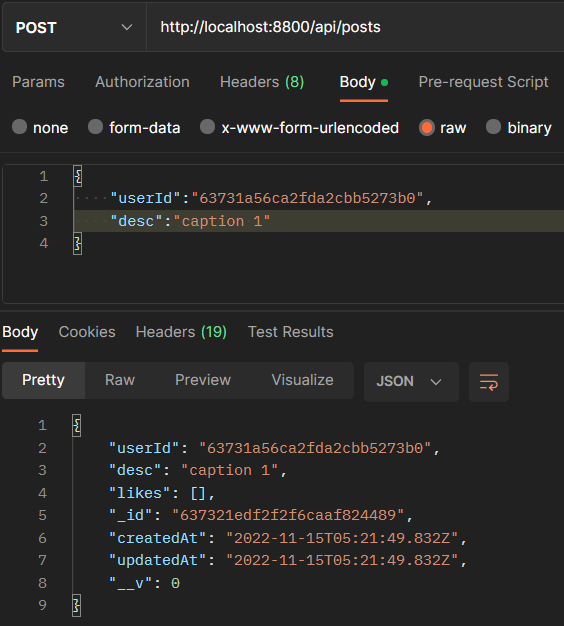 POST http://localhost:8800/api/posts
Params Authorization Headers (8) Body Pre-request Script
none form-data x-www-form-urlencoded raw binary
1 {
2 "userId":"63731a56ca2fda2cbb5273b0",
3 "desc":"caption 1"
4 }
Body Cookies Headers (19) Test Results
Pretty Raw Preview Visualize JSON
1 {
2 "userId": "63731a56ca2fda2cbb5273b0",
3 "desc": "caption 1",
4 "likes": [],
5 "_id": "637321edf2f2f6caaf824489",
6 "createdAt": "2022-11-15T05:21:49.832Z",
7 "updatedAt": "2022-11-15T05:21:49.832Z",
8 "__v": 0
9 }